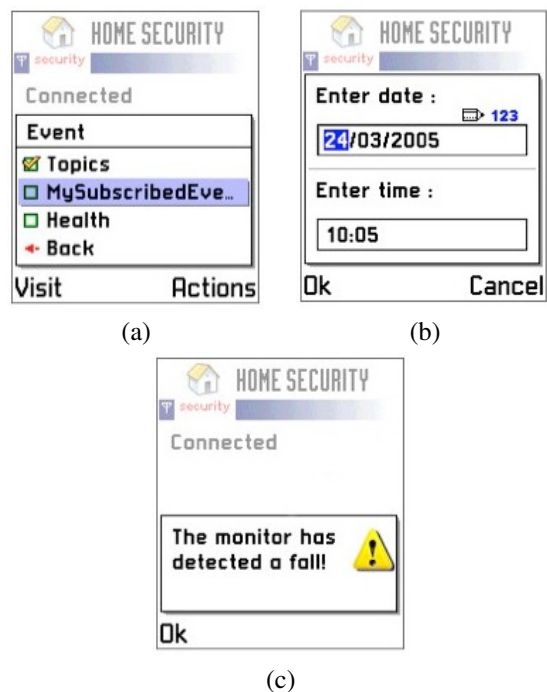 HOME SECURITY
security
Connected
Event
Topics
MySubscribedEve…
Health
Back
Visit Actions
(a)
HOME SECURITY
security
Enter date :
123
24/03/2005
Enter time :
10:05
Ok Cancel
(b)
HOME SECURITY
security
Connected
The monitor has
detected a fall!
Ok
(c)